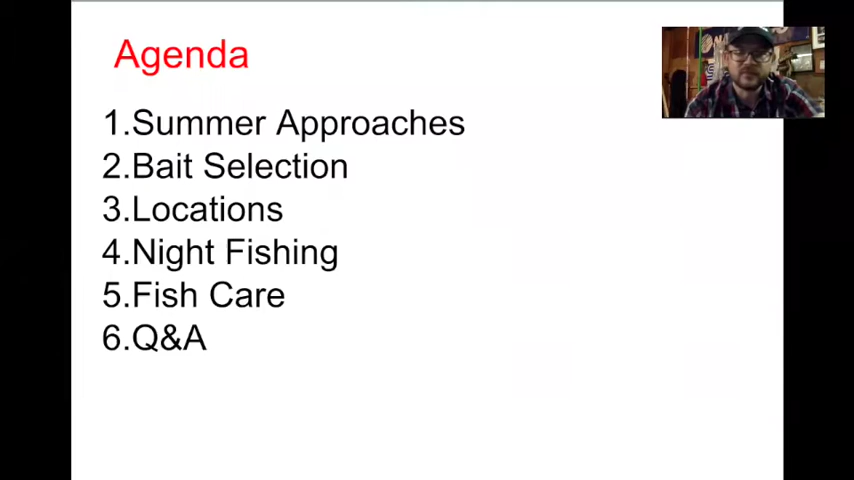 Agenda
1.Summer Approaches
2.Bait Selection
3.Locations
4.Night Fishing
5.Fish Care
6.Q&A